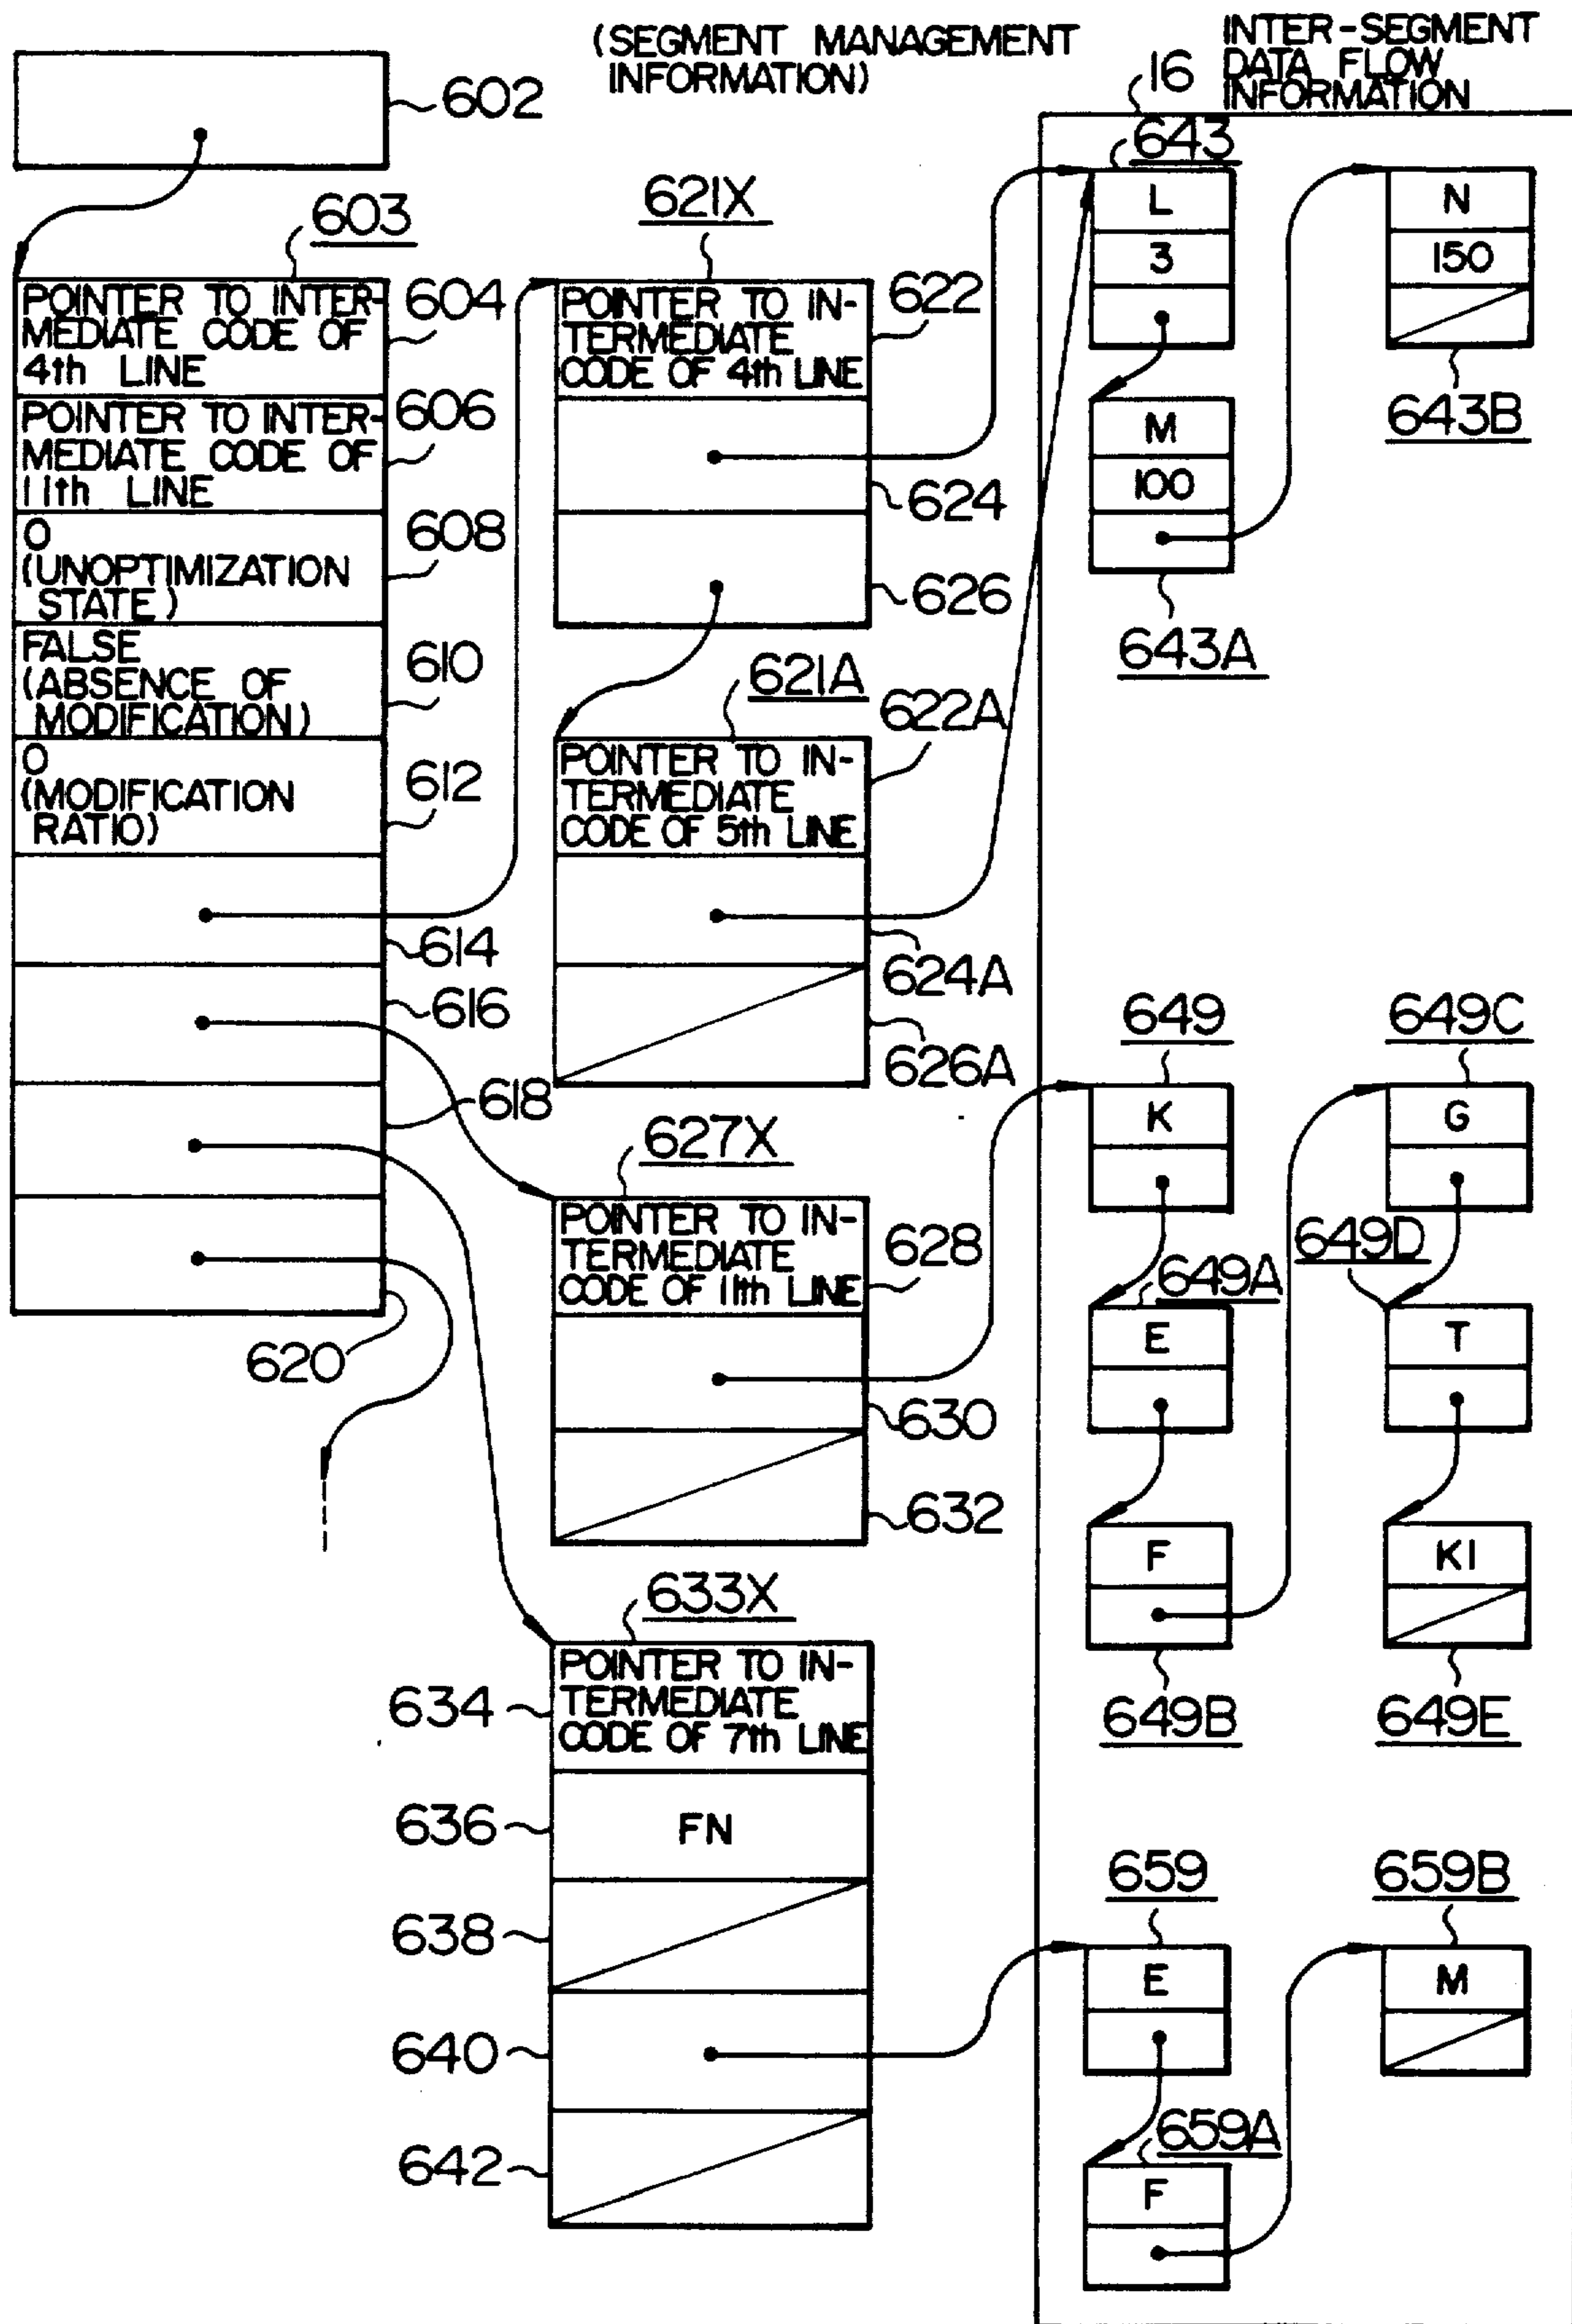 (SEGMENT MANAGEMENT
INFORMATION)
INTER-SEGMENT
DATA FLOW
INFORMATION
16
602
603
POINTER TO INTER-
MEDIATE CODE OF
4th LINE
604
POINTER TO INTER-
MEDIATE CODE OF
11th LINE
606
0
(UNOPTIMIZATION
STATE)
608
FALSE
(ABSENCE OF
MODIFICATION)
610
0
(MODIFICATION
RATIO)
612
614
616
618
620
621X
POINTER TO IN-
TERMEDIATE
CODE OF 4th LINE
622
624
626
621A
POINTER TO IN-
TERMEDIATE
CODE OF 5th LINE
622A
624A
626A
627X
POINTER TO IN-
TERMEDIATE
CODE OF 11th LINE
628
630
632
633X
POINTER TO IN-
TERMEDIATE
CODE OF 7th LINE
634
FN
636
638
640
642
643
L
3
M
100
643A
N
150
643B
649
K
649A
E
F
649B
649C
G
649D
T
K1
649E
659
E
659A
F
659B
M